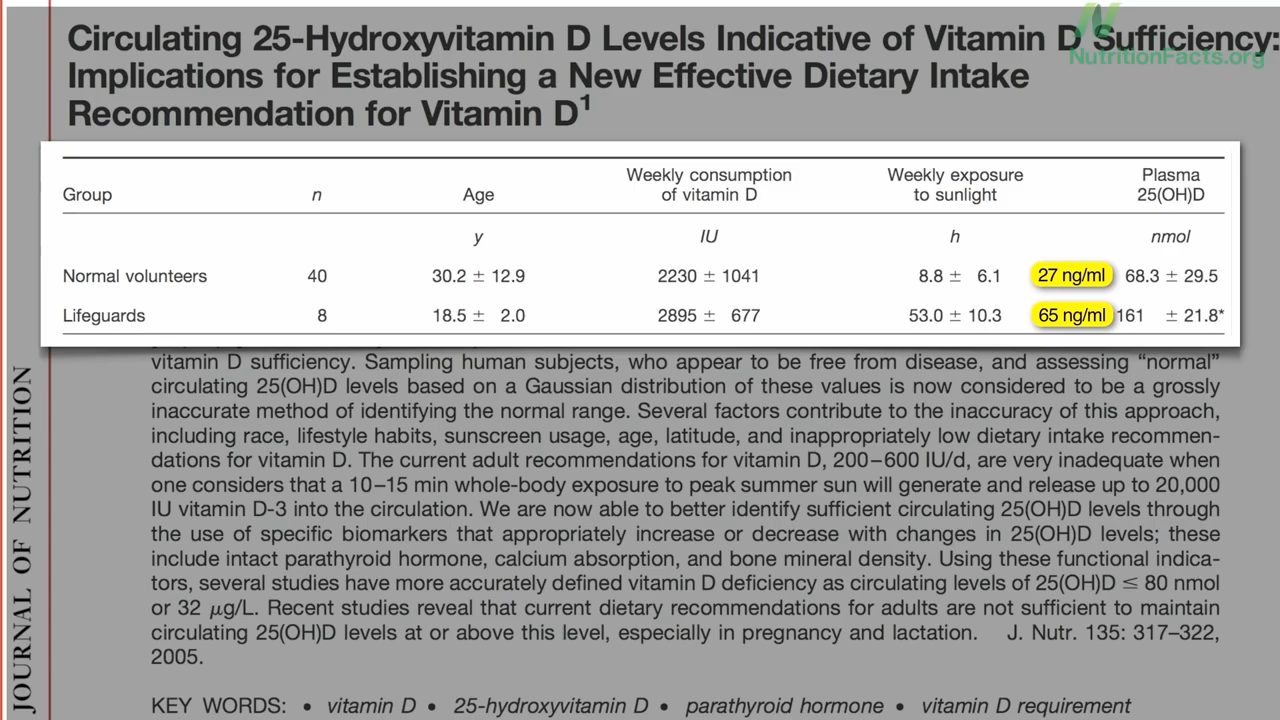 Circulating 25-Hydroxyvitamin D Levels Indicative of Vitamin D Sufficiency:
Implications for Establishing a New Effective Dietary Intake
Recommendation for Vitamin D¹
NutritionFacts.org
Group n Age Weekly consumption of vitamin D Weekly exposure to sunlight Plasma 25(OH)D
y IU h nmol
Normal volunteers 40 30.2 ± 12.9 2230 ± 1041 8.8 ± 6.1 27 ng/ml 68.3 ± 29.5
Lifeguards 8 18.5 ± 2.0 2895 ± 677 53.0 ± 10.3 65 ng/ml 161 ± 21.8*
vitamin D sufficiency. Sampling human subjects, who appear to be free from disease, and assessing “normal”
circulating 25(OH)D levels based on a Gaussian distribution of these values is now considered to be a grossly
inaccurate method of identifying the normal range. Several factors contribute to the inaccuracy of this approach,
including race, lifestyle habits, sunscreen usage, age, latitude, and inappropriately low dietary intake recommen-
dations for vitamin D. The current adult recommendations for vitamin D, 200–600 IU/d, are very inadequate when
one considers that a 10–15 min whole-body exposure to peak summer sun will generate and release up to 20,000
IU vitamin D-3 into the circulation. We are now able to better identify sufficient circulating 25(OH)D levels through
the use of specific biomarkers that appropriately increase or decrease with changes in 25(OH)D levels; these
include intact parathyroid hormone, calcium absorption, and bone mineral density. Using these functional indica-
tors, several studies have more accurately defined vitamin D deficiency as circulating levels of 25(OH)D ≤ 80 nmol
or 32 μg/L. Recent studies reveal that current dietary recommendations for adults are not sufficient to maintain
circulating 25(OH)D levels at or above this level, especially in pregnancy and lactation. J. Nutr. 135: 317–322,
2005.
KEY WORDS: • vitamin D • 25-hydroxyvitamin D • parathyroid hormone • vitamin D requirement
JOURNAL OF NUTRITION